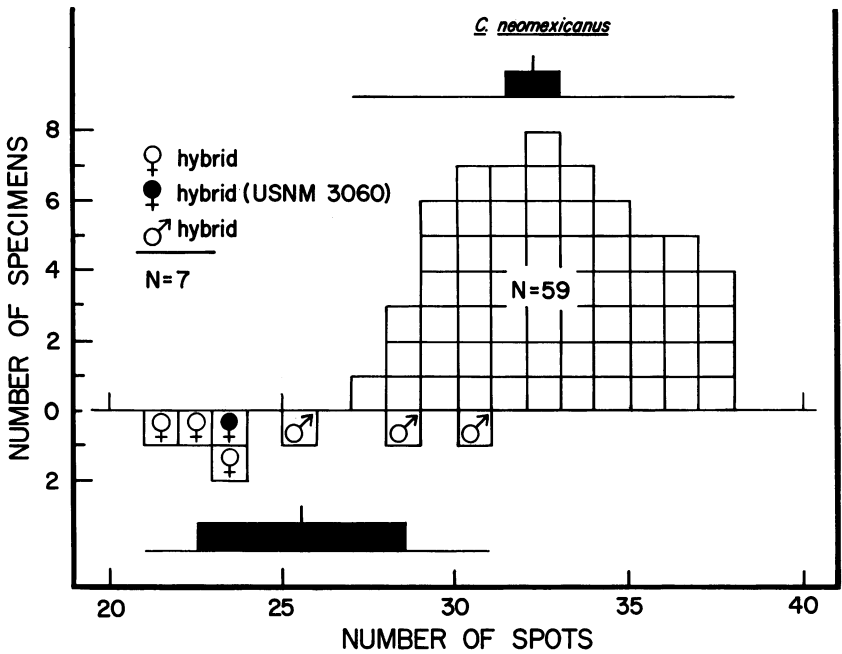 C. neomexicanus
♀ hybrid
♀ hybrid (USNM 3060)
♂ hybrid
N=7
N=59
NUMBER OF SPECIMENS
8
6
4
2
0
2
20 25 30 35 40
NUMBER OF SPOTS